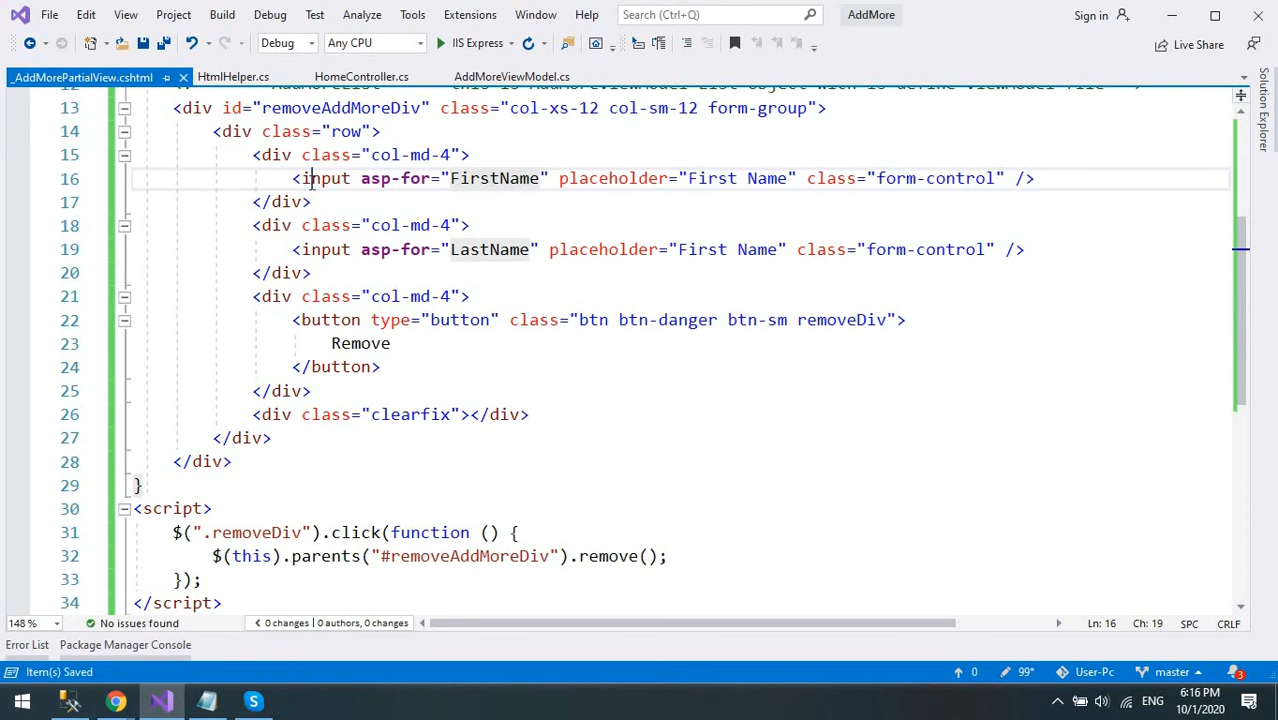 File Edit View Project Build Debug Test Analyze Tools Extensions Window Help Search (Ctrl+Q) AddMore Sign in
Debug Any CPU IIS Express Live Share
_AddMorePartialView.cshtml HtmlHelper.cs HomeController.cs AddMoreViewModel.cs
Solution Explorer
13 <div id="removeAddMoreDiv" class="col-xs-12 col-sm-12 form-group">
14 <div class="row">
15 <div class="col-md-4">
16 <input asp-for="FirstName" placeholder="First Name" class="form-control" />
17 </div>
18 <div class="col-md-4">
19 <input asp-for="LastName" placeholder="First Name" class="form-control" />
20 </div>
21 <div class="col-md-4">
22 <button type="button" class="btn btn-danger btn-sm removeDiv">
23 Remove
24 </button>
25 </div>
26 <div class="clearfix"></div>
27 </div>
28 </div>
29 }
30 <script>
31 $(".removeDiv").click(function () {
32 $(this).parents("#removeAddMoreDiv").remove();
33 });
34 </script>
148 % No issues found 0 changes | 0 authors, 0 changes Ln: 16 Ch: 19 SPC CRLF
Error List Package Manager Console
Item(s) Saved 0 99* User-Pc master 3
ENG 6:16 PM
10/1/2020